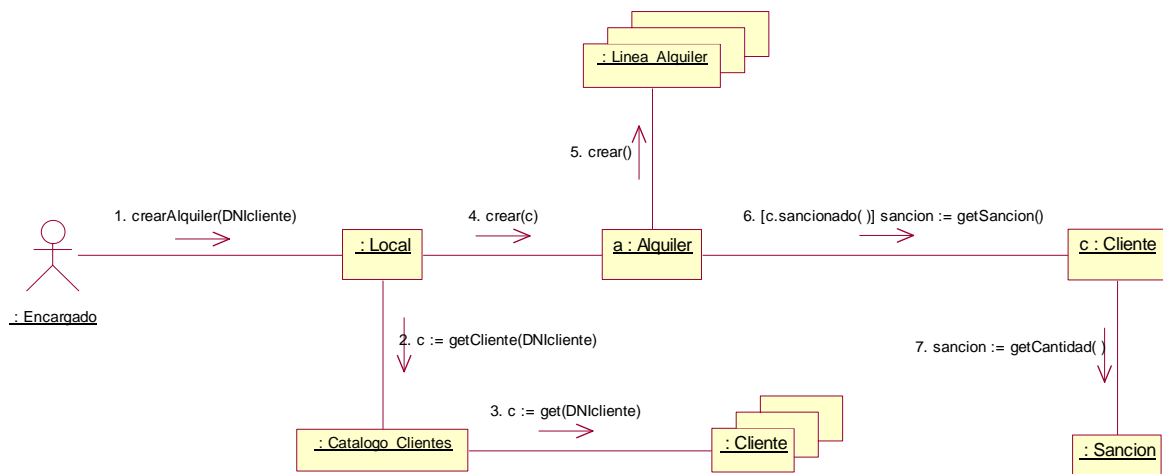 : Linea_Alquiler
5. crear()
1. crearAlquiler(DNIcliente)
4. crear(c)
6. [c.sancionado( )] sancion := getSancion()
: Local
a : Alquiler
c : Cliente
: Encargado
2. c := getCliente(DNIcliente)
7. sancion := getCantidad( )
3. c := get(DNIcliente)
: Catalogo_Clientes
: Cliente
: Sancion